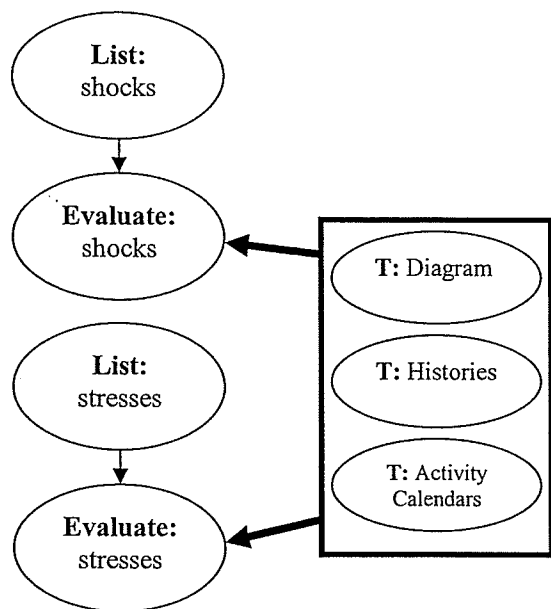 List:
shocks
Evaluate:
shocks
List:
stresses
Evaluate:
stresses
T: Diagram
T: Histories
T: Activity
Calendars